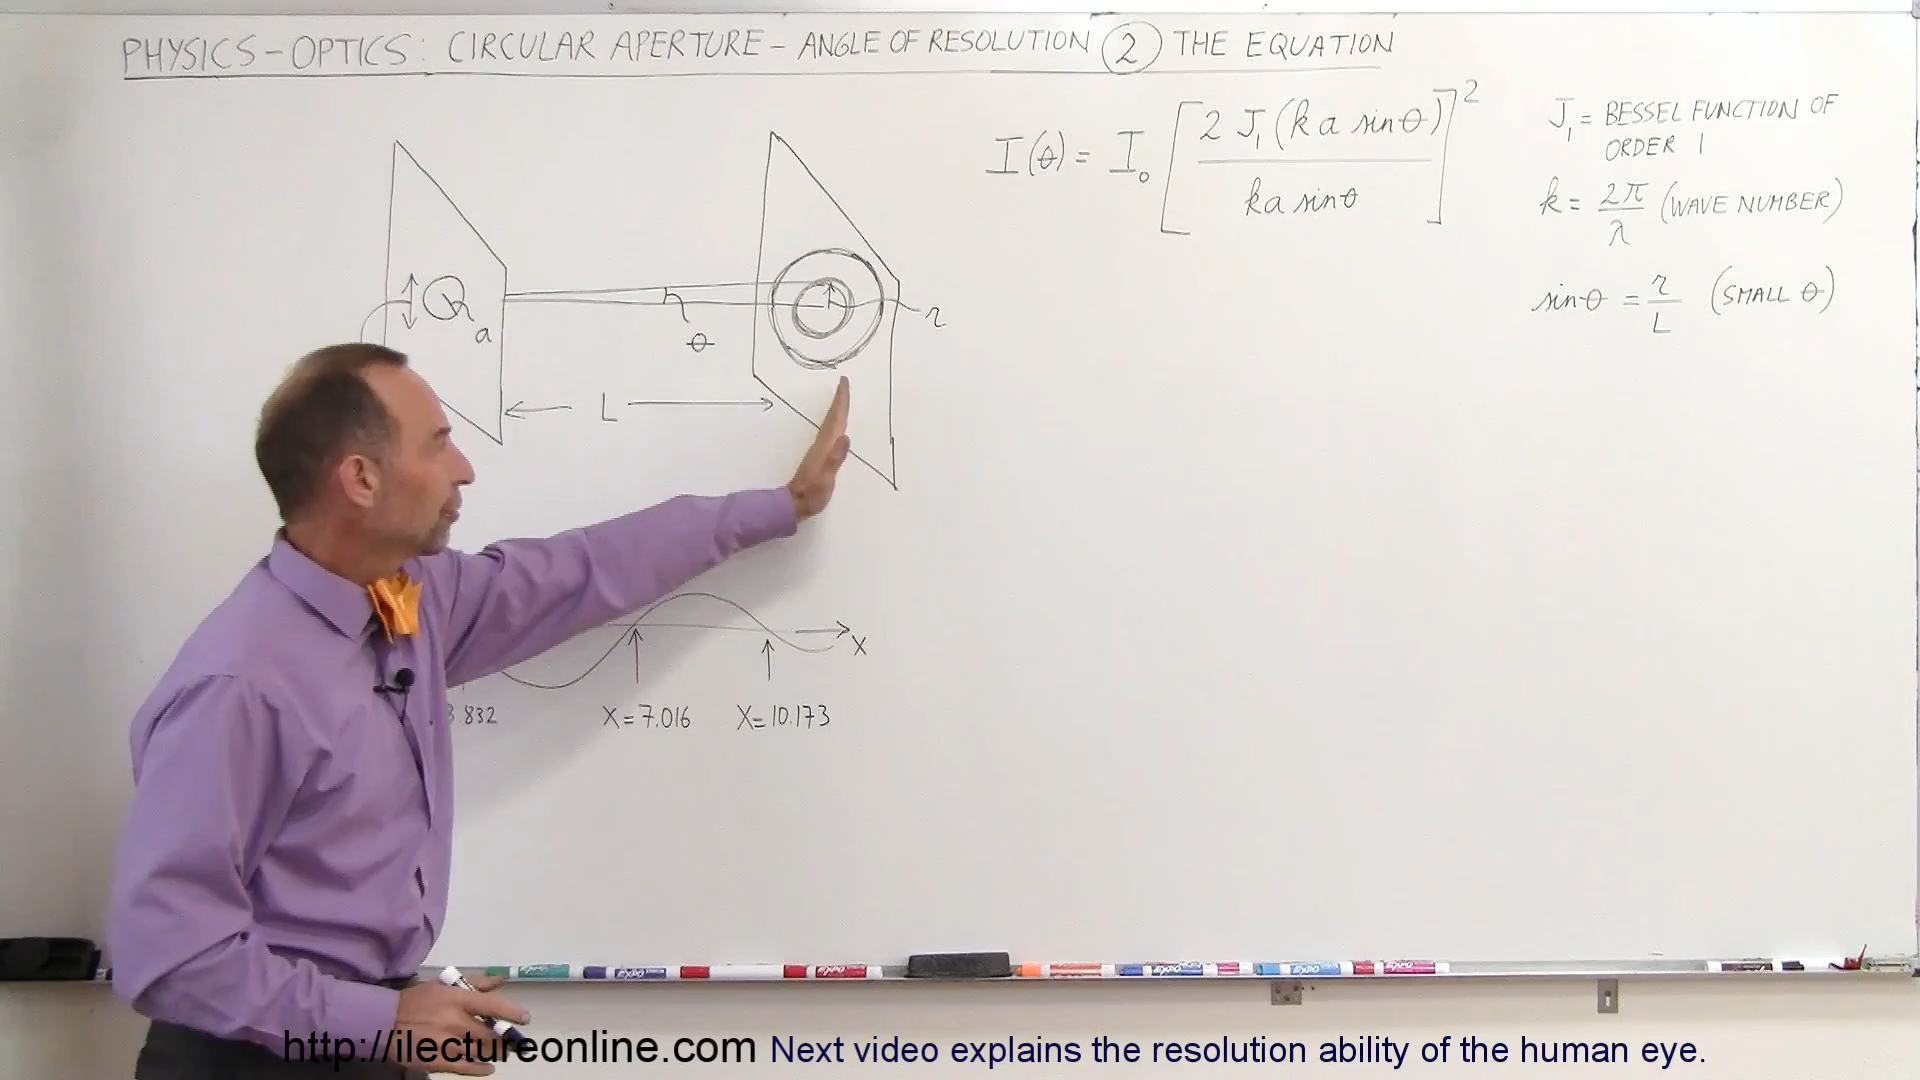 PHYSICS-OPTICS: CIRCULAR APERTURE - ANGLE OF RESOLUTION ② THE EQUATION
I(θ) = I₀ [2 J₁(ka sinθ) / ka sinθ]²
J₁ = BESSEL FUNCTION OF
ORDER 1
k = 2π/λ (WAVE NUMBER)
sinθ = r/L (SMALL θ)
a
θ
r
L
X
832
X=7.016
X=10.173
http://ilectureonline.com Next video explains the resolution ability of the human eye.